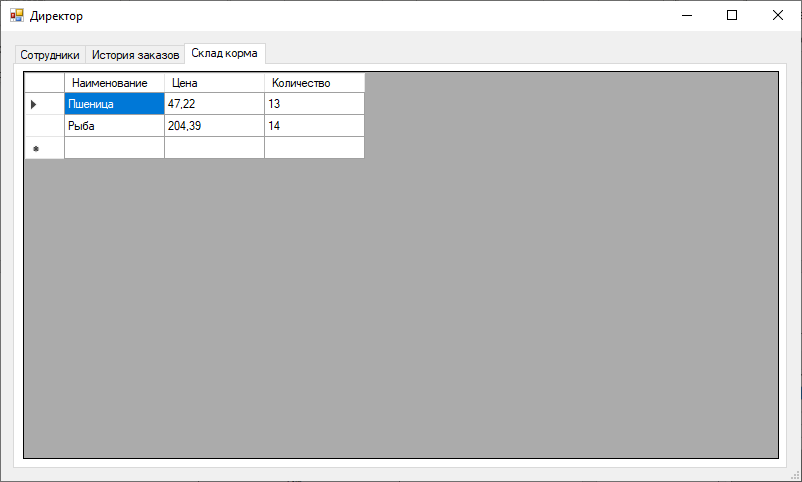 Директор
Сотрудники История заказов Склад корма
Наименование Цена Количество
Пшеница 47,22 13
Рыба 204,39 14